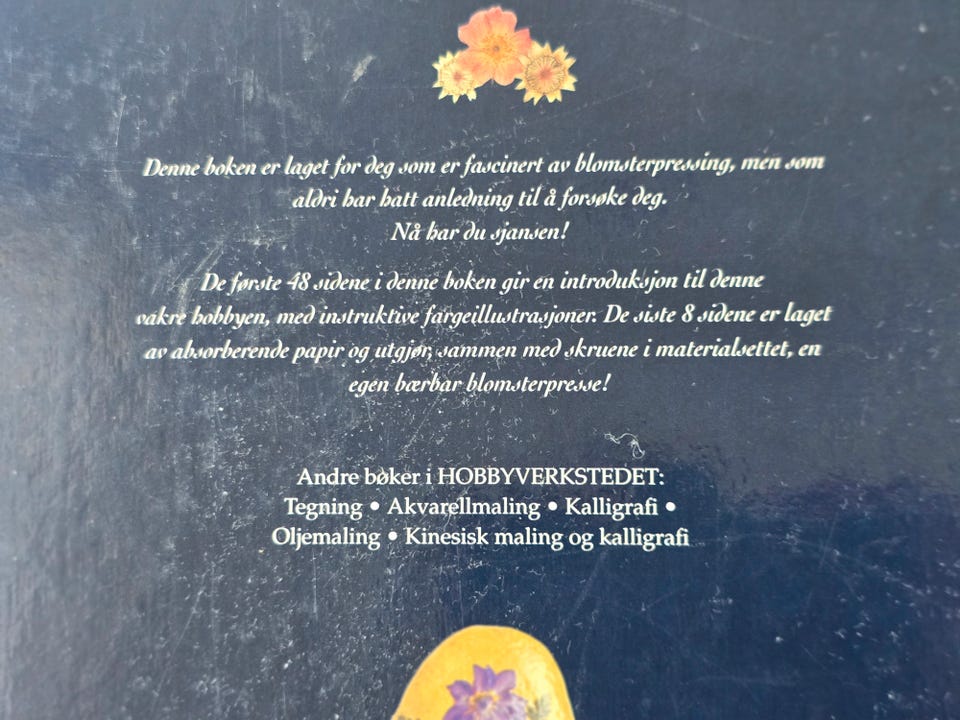 Denne boken er laget for deg som er fascinert av blomsterpressing, men som
aldri har hatt anledning til å forsøke deg.
Nå har du sjansen!
De første 48 sidene i denne boken gir en introduksjon til denne
vakre hobbyen, med instruktive fargeillustrasjoner. De siste 8 sidene er laget
av absorberende papir og utgjør, sammen med skruene i materialsettet, en
egen bærbar blomsterpresse!
Andre bøker i HOBBYVERKSTEDET:
Tegning • Akvarellmaling • Kalligrafi •
Oljemaling • Kinesisk maling og kalligrafi